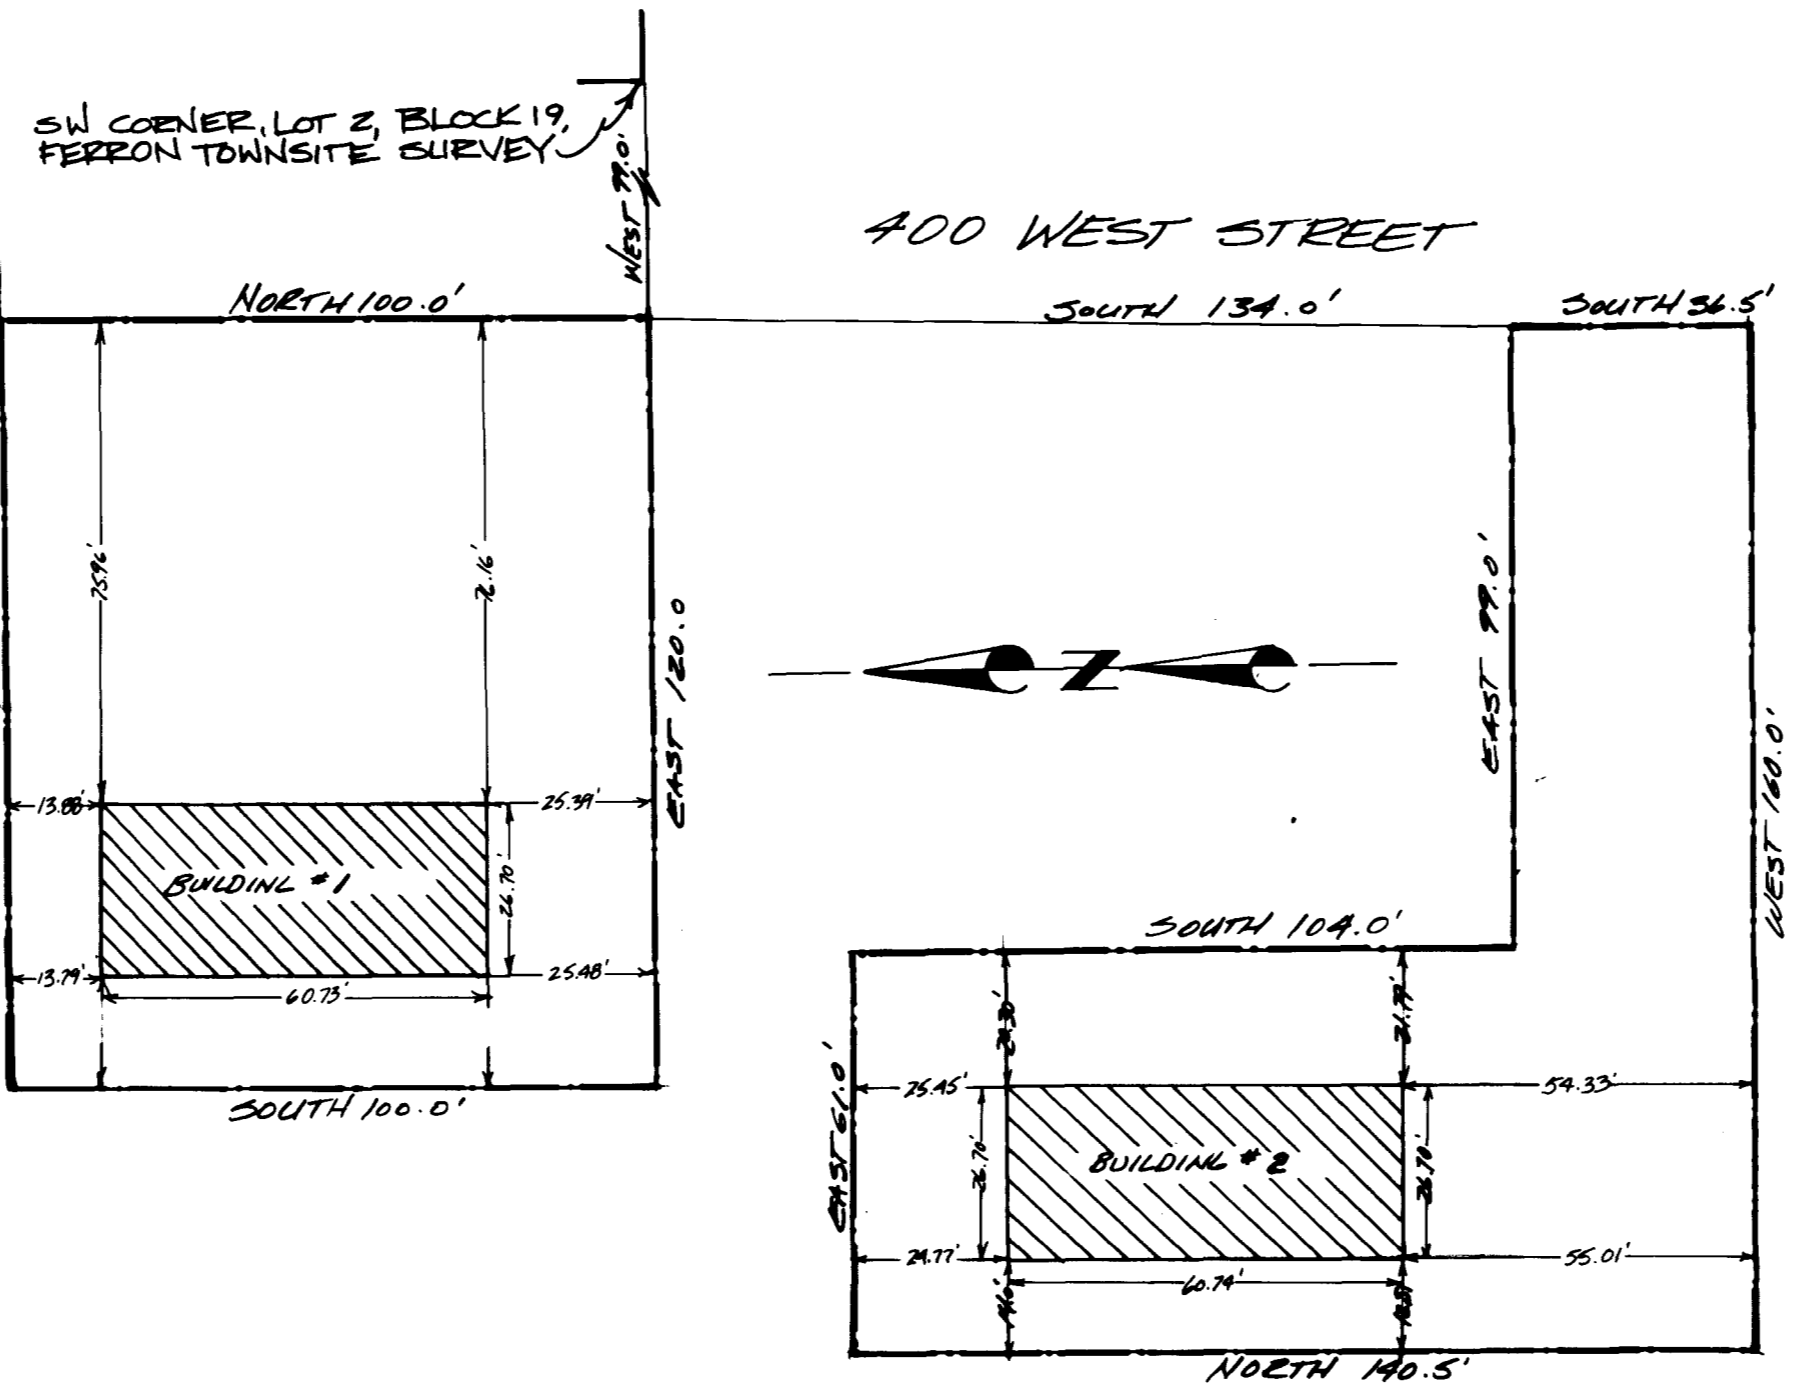 SW CORNER, LOT 2, BLOCK 19,
FERRON TOWNSITE SURVEY
WEST 99.0'
400 WEST STREET
NORTH 100.0'
SOUTH 134.0'
SOUTH 36.5'
75.96'
EAST 120.0
EAST 99.0'
WEST 160.0'
N
13.88'
25.39'
BUILDING #1
26.70'
13.79'
60.73'
25.48'
SOUTH 100.0'
SOUTH 104.0'
EAST 61.0'
25.45'
54.33'
26.70'
BUILDING #2
26.70'
24.77'
60.74'
55.01'
NORTH 140.5'